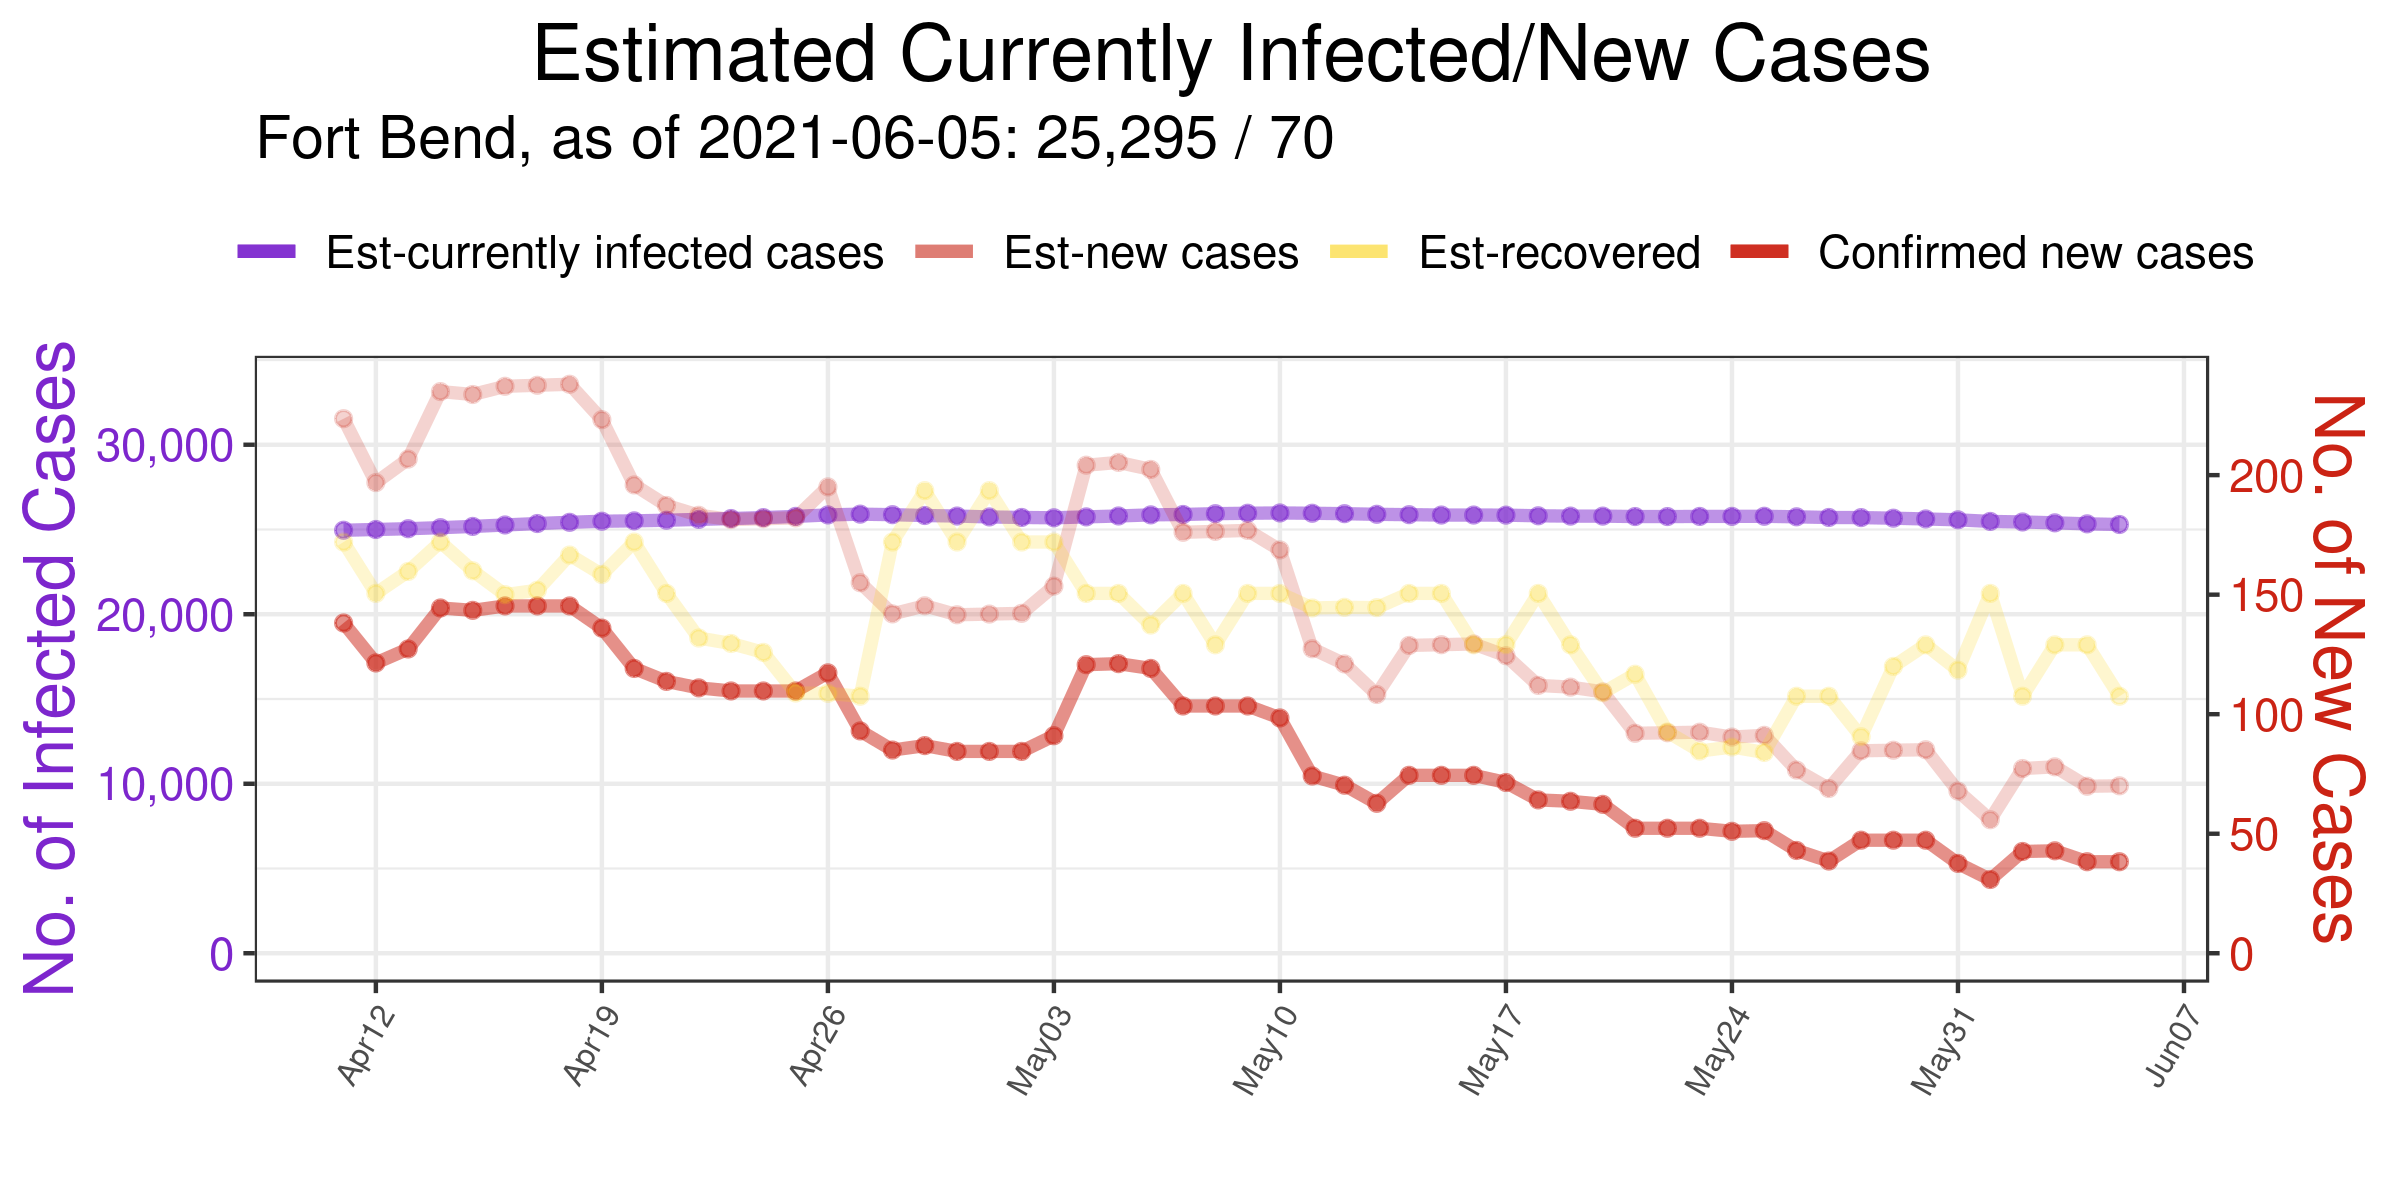 Estimated Currently Infected/New Cases
Fort Bend, as of 2021-06-05: 25,295 / 70
Est-currently infected cases Est-new cases Est-recovered Confirmed new cases
No. of Infected Cases
30,000
20,000
10,000
0
No. of New Cases
200
150
100
50
0
Apr12 Apr19 Apr26 May03 May10 May17 May24 May31 Jun07